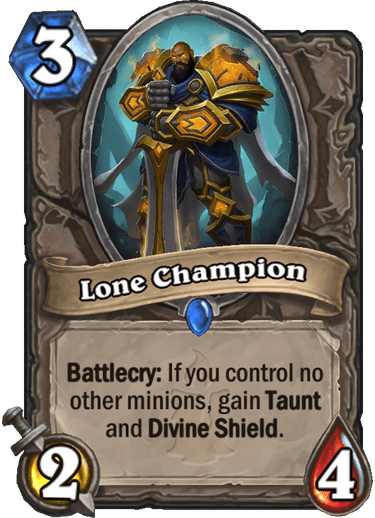 3
Lone Champion
Battlecry: If you control no
other minions, gain Taunt
and Divine Shield.
2
4